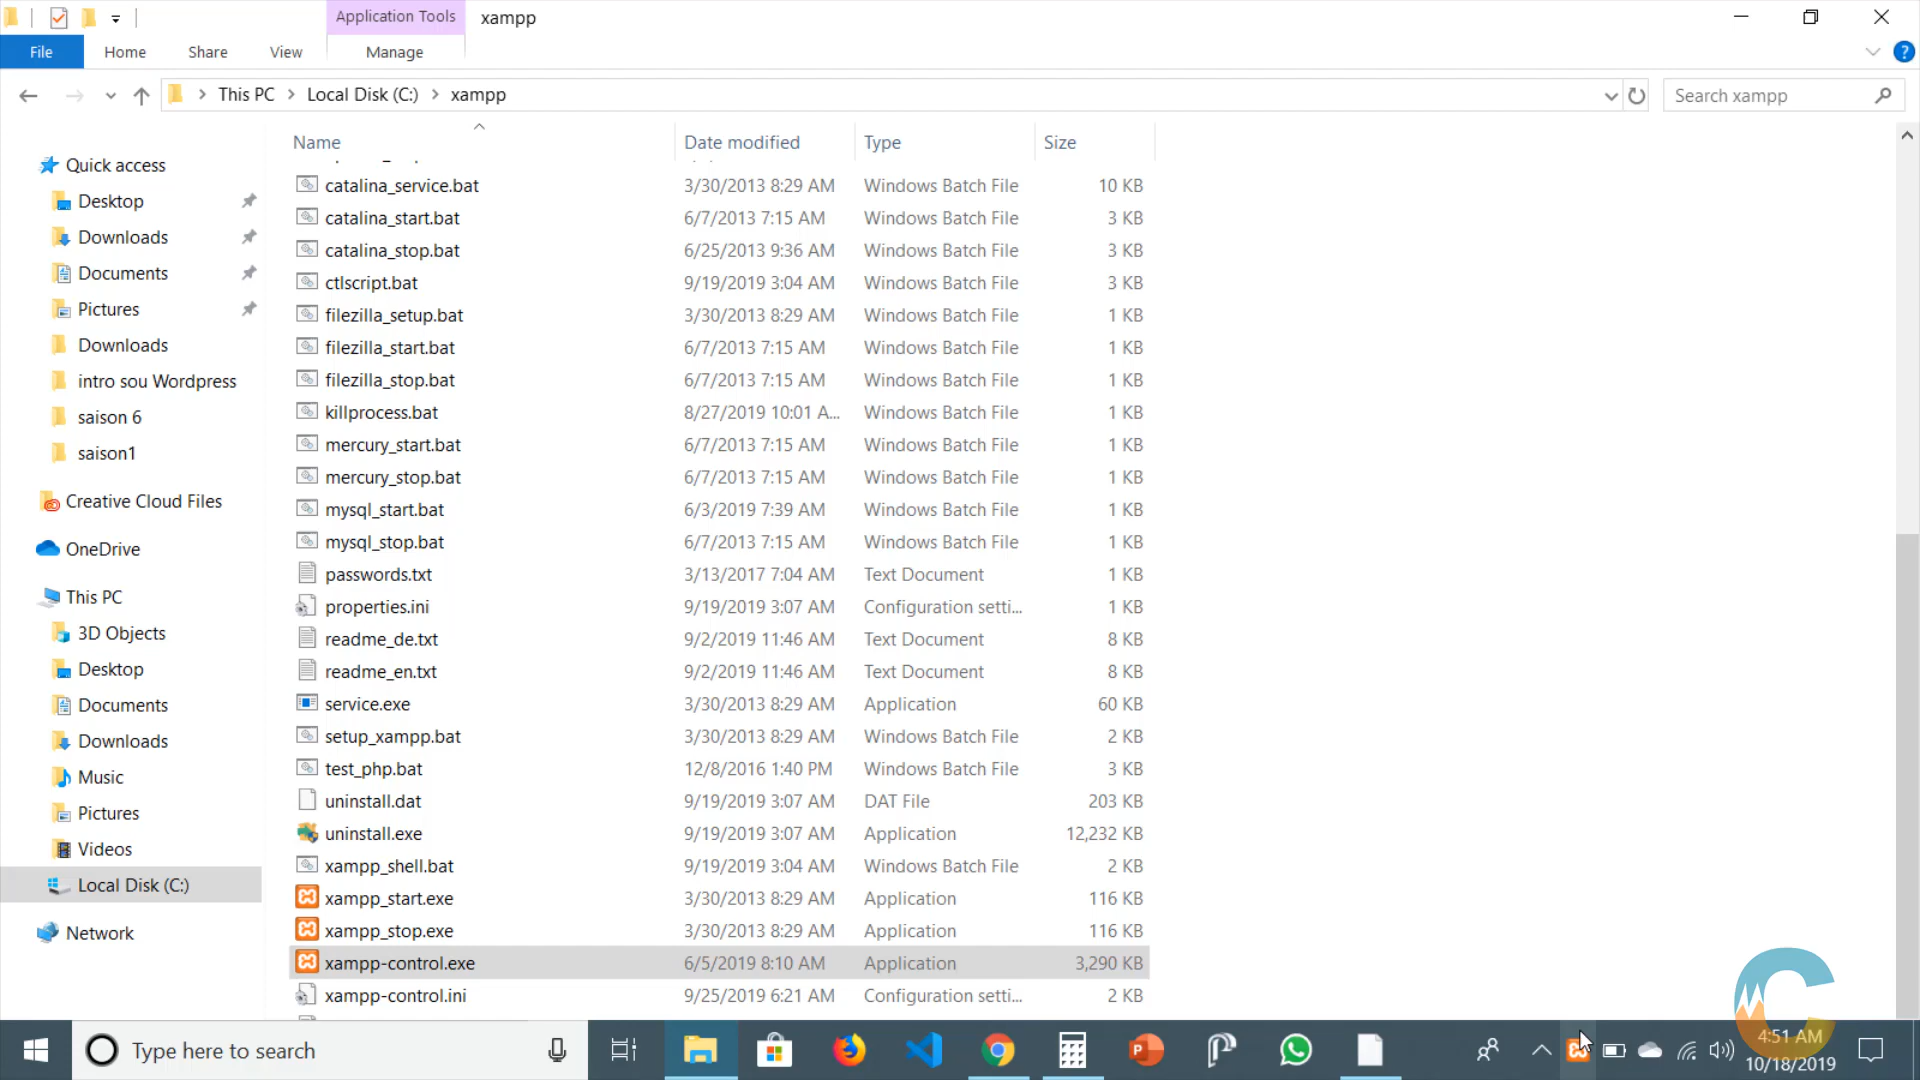 Application Tools
xampp
File
Home
Share
View
Manage
This PC
Local Disk (C:)
xampp
Search xampp
Name
Date modified
Type
Size
Quick access
Desktop
Downloads
Documents
Pictures
Downloads
intro sou Wordpress
saison 6
saison1
Creative Cloud Files
OneDrive
This PC
3D Objects
Desktop
Documents
Downloads
Music
Pictures
Videos
Local Disk (C:)
Network
catalina_service.bat 3/30/2013 8:29 AM Windows Batch File 10 KB
catalina_start.bat 6/7/2013 7:15 AM Windows Batch File 3 KB
catalina_stop.bat 6/25/2013 9:36 AM Windows Batch File 3 KB
ctlscript.bat 9/19/2019 3:04 AM Windows Batch File 3 KB
filezilla_setup.bat 3/30/2013 8:29 AM Windows Batch File 1 KB
filezilla_start.bat 6/7/2013 7:15 AM Windows Batch File 1 KB
filezilla_stop.bat 6/7/2013 7:15 AM Windows Batch File 1 KB
killprocess.bat 8/27/2019 10:01 A... Windows Batch File 1 KB
mercury_start.bat 6/7/2013 7:15 AM Windows Batch File 1 KB
mercury_stop.bat 6/7/2013 7:15 AM Windows Batch File 1 KB
mysql_start.bat 6/3/2019 7:39 AM Windows Batch File 1 KB
mysql_stop.bat 6/7/2013 7:15 AM Windows Batch File 1 KB
passwords.txt 3/13/2017 7:04 AM Text Document 1 KB
properties.ini 9/19/2019 3:07 AM Configuration setti... 1 KB
readme_de.txt 9/2/2019 11:46 AM Text Document 8 KB
readme_en.txt 9/2/2019 11:46 AM Text Document 8 KB
service.exe 3/30/2013 8:29 AM Application 60 KB
setup_xampp.bat 3/30/2013 8:29 AM Windows Batch File 2 KB
test_php.bat 12/8/2016 1:40 PM Windows Batch File 3 KB
uninstall.dat 9/19/2019 3:07 AM DAT File 203 KB
uninstall.exe 9/19/2019 3:07 AM Application 12,232 KB
xampp_shell.bat 9/19/2019 3:04 AM Windows Batch File 2 KB
xampp_start.exe 3/30/2013 8:29 AM Application 116 KB
xampp_stop.exe 3/30/2013 8:29 AM Application 116 KB
xampp-control.exe 6/5/2019 8:10 AM Application 3,290 KB
xampp-control.ini 9/25/2019 6:21 AM Configuration setti... 2 KB
Type here to search
4:51 AM
10/18/2019